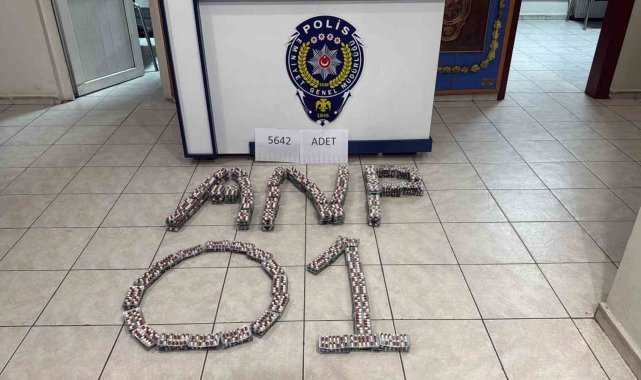 POLİS
EMNİYET GENEL MÜDÜRLÜĞÜ
1845
5642 ADET
ANP
01